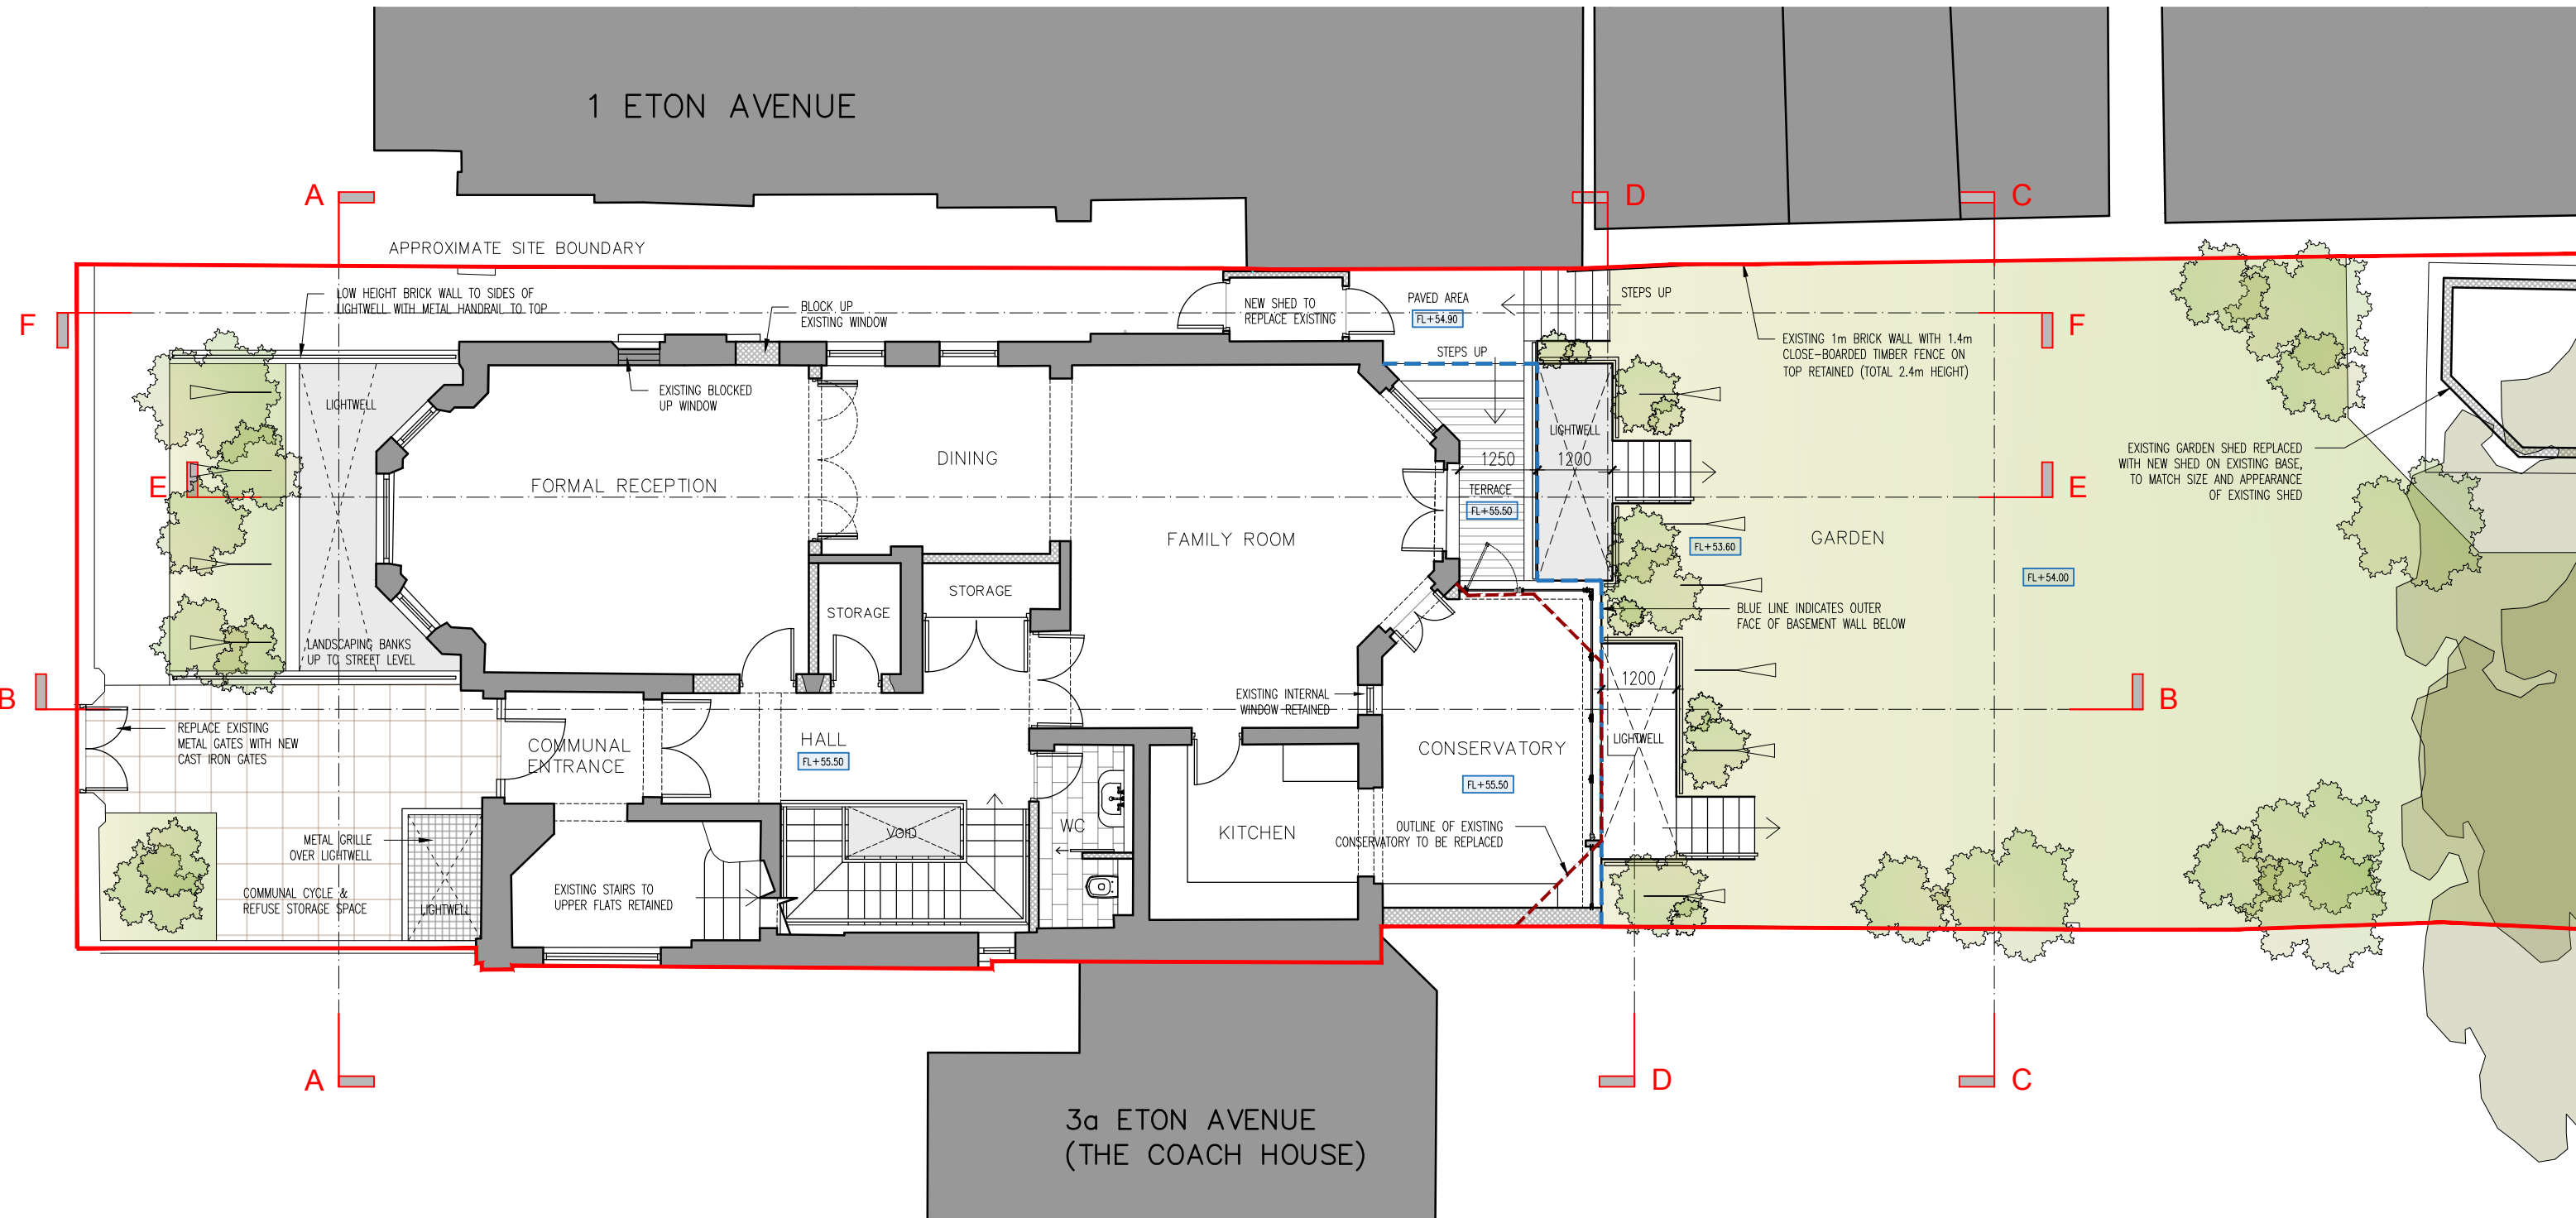 1 ETON AVENUE
A
D
C
APPROXIMATE SITE BOUNDARY
LOW HEIGHT BRICK WALL TO SIDES OF
LIGHTWELL WITH METAL HANDRAIL TO TOP
BLOCK UP
EXISTING WINDOW
NEW SHED TO
REPLACE EXISTING
PAVED AREA
FL+54.90
STEPS UP
F
F
STEPS UP
EXISTING 1m BRICK WALL WITH 1.4m
CLOSE-BOARDED TIMBER FENCE ON
TOP RETAINED (TOTAL 2.4m HEIGHT)
EXISTING BLOCKED
UP WINDOW
LIGHTWELL
LIGHTWELL
EXISTING GARDEN SHED REPLACED
WITH NEW SHED ON EXISTING BASE,
TO MATCH SIZE AND APPEARANCE
OF EXISTING SHED
DINING
1250
1200
E
FORMAL RECEPTION
TERRACE
FL+55.50
E
FAMILY ROOM
FL+53.60
GARDEN
FL+54.00
STORAGE
STORAGE
BLUE LINE INDICATES OUTER
FACE OF BASEMENT WALL BELOW
LANDSCAPING BANKS
UP TO STREET LEVEL
1200
B
EXISTING INTERNAL
WINDOW RETAINED
B
REPLACE EXISTING
METAL GATES WITH NEW
CAST IRON GATES
COMMUNAL
ENTRANCE
HALL
FL+55.50
CONSERVATORY
FL+55.50
LIGHTWELL
METAL GRILLE
OVER LIGHTWELL
VOID
WC
KITCHEN
OUTLINE OF EXISTING
CONSERVATORY TO BE REPLACED
COMMUNAL CYCLE &
REFUSE STORAGE SPACE
LIGHTWELL
EXISTING STAIRS TO
UPPER FLATS RETAINED
A
D
C
3a ETON AVENUE
(THE COACH HOUSE)